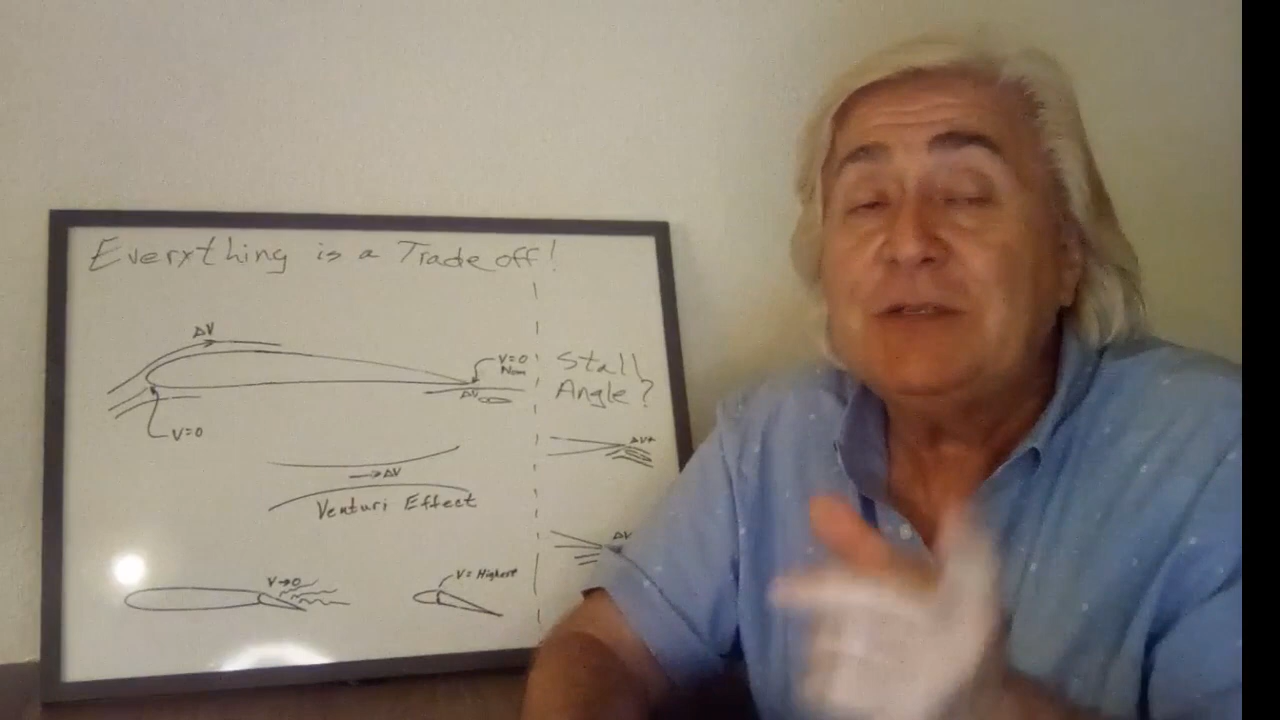 Everything is a Trade off!
ΔV
V=0
Nom
ΔV
V=0
Stall
Angle?
→ΔV
Venturi Effect
ΔV+
ΔV
V→0
V=Highest